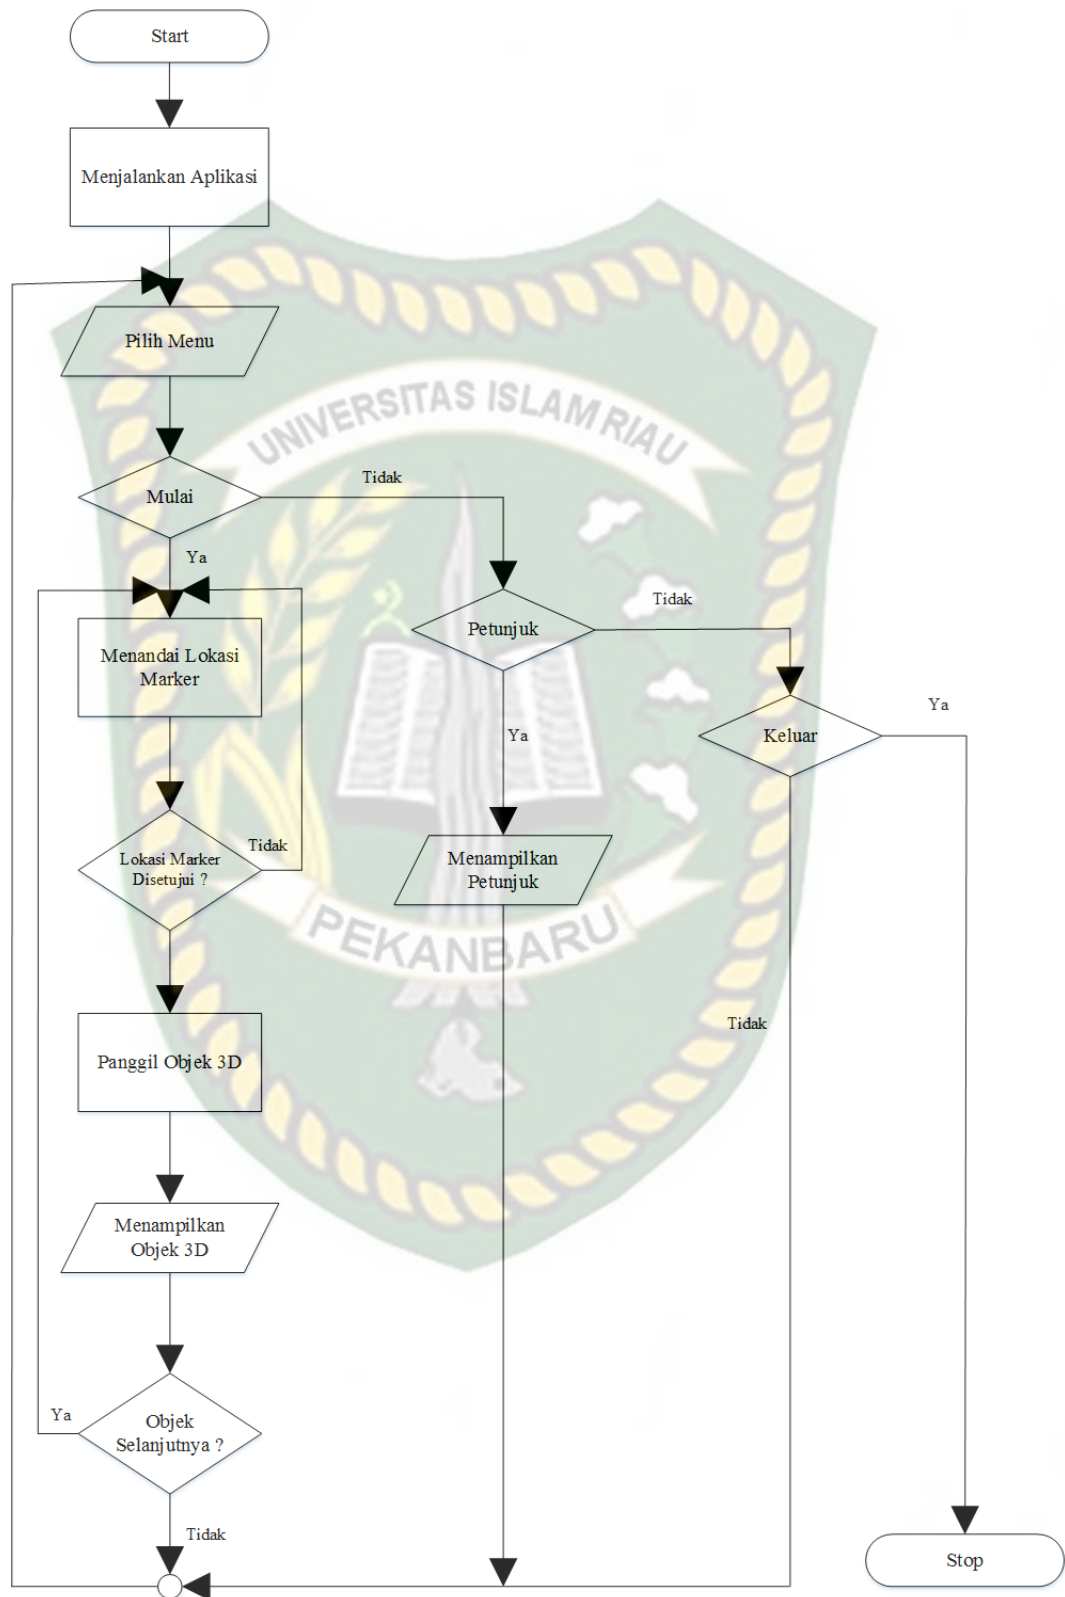 Start
Menjalankan Aplikasi
Pilih Menu
UNIVERSITAS ISLAM RIAU
Mulai
Tidak
Ya
Petunjuk
Tidak
Menandai Lokasi
Marker
Ya
Keluar
Ya
Lokasi Marker
Disetujui ?
Tidak
Menampilkan
Petunjuk
PEKANBARU
Tidak
Panggil Objek 3D
Menampilkan
Objek 3D
Ya
Objek
Selanjutnya ?
Tidak
Stop